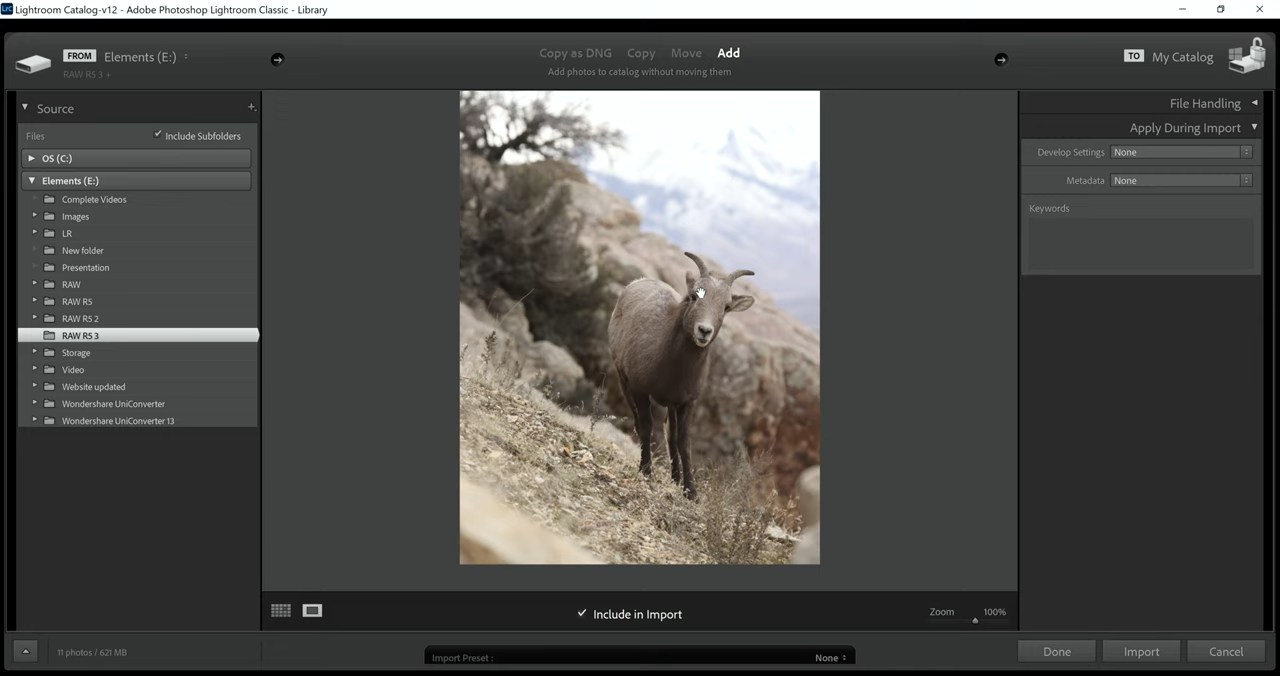 LrC Lightroom Catalog-v12 - Adobe Photoshop Lightroom Classic - Library
FROM Elements (E:)
RAW R5 3 +
Copy as DNG Copy Move Add
Add photos to catalog without moving them
TO My Catalog
Source +
Files Include Subfolders
OS (C:)
Elements (E:)
Complete Videos
Images
LR
New folder
Presentation
RAW
RAW R5
RAW R5 2
RAW R5 3
Storage
Video
Website updated
Wondershare UniConverter
Wondershare UniConverter 13
File Handling
Apply During Import
Develop Settings None
Metadata None
Keywords
Include in Import
Zoom 100%
11 photos / 621 MB
Import Preset : None
Done Import Cancel